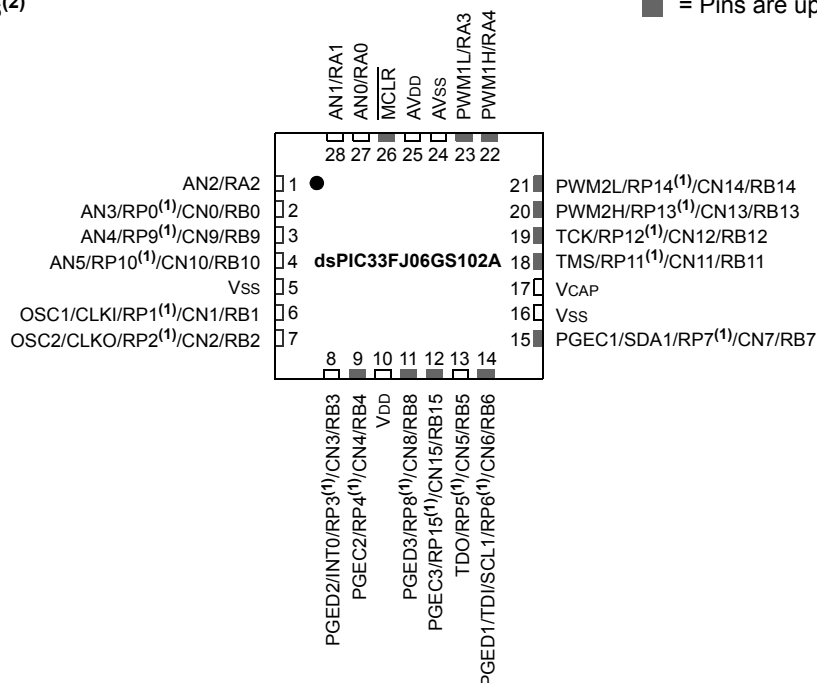 (2)
= Pins are up
AN1/RA1
AN0/RA0
MCLR
AVDD
AVSS
PWM1L/RA3
PWM1H/RA4
28 27 26 25 24 23 22
AN2/RA2 1
AN3/RP0(1)/CN0/RB0 2
AN4/RP9(1)/CN9/RB9 3
AN5/RP10(1)/CN10/RB10 4
VSS 5
OSC1/CLKI/RP1(1)/CN1/RB1 6
OSC2/CLKO/RP2(1)/CN2/RB2 7
dsPIC33FJ06GS102A
21 PWM2L/RP14(1)/CN14/RB14
20 PWM2H/RP13(1)/CN13/RB13
19 TCK/RP12(1)/CN12/RB12
18 TMS/RP11(1)/CN11/RB11
17 VCAP
16 VSS
15 PGEC1/SDA1/RP7(1)/CN7/RB7
8 9 10 11 12 13 14
PGED2/INT0/RP3(1)/CN3/RB3
PGEC2/RP4(1)/CN4/RB4
VDD
PGED3/RP8(1)/CN8/RB8
PGEC3/RP15(1)/CN15/RB15
TDO/RP5(1)/CN5/RB5
PGED1/TDI/SCL1/RP6(1)/CN6/RB6